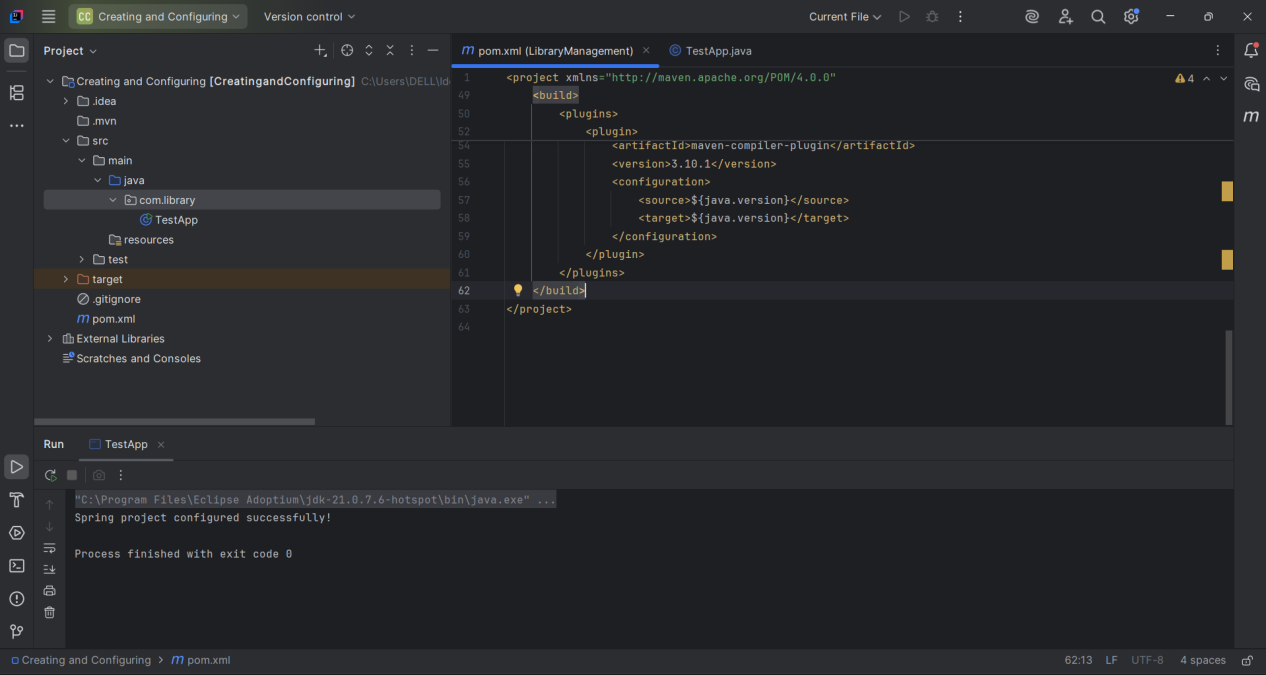 CC Creating and Configuring Version control Current File
Project
pom.xml (LibraryManagement) TestApp.java
Creating and Configuring [CreatingandConfiguring] C:\Users\DELL\Ide
.idea
.mvn
src
main
java
com.library
TestApp
resources
test
target
.gitignore
m pom.xml
External Libraries
Scratches and Consoles
1 <project xmlns="http://maven.apache.org/POM/4.0.0" 4
49 <build>
50 <plugins>
52 <plugin>
54 <artifactId>maven-compiler-plugin</artifactId>
55 <version>3.10.1</version>
56 <configuration>
57 <source>${java.version}</source>
58 <target>${java.version}</target>
59 </configuration>
60 </plugin>
61 </plugins>
62 </build>
63 </project>
64
Run TestApp
"C:\Program Files\Eclipse Adoptium\jdk-21.0.7.6-hotspot\bin\java.exe" ...
Spring project configured successfully!
Process finished with exit code 0
Creating and Configuring > m pom.xml 62:13 LF UTF-8 4 spaces